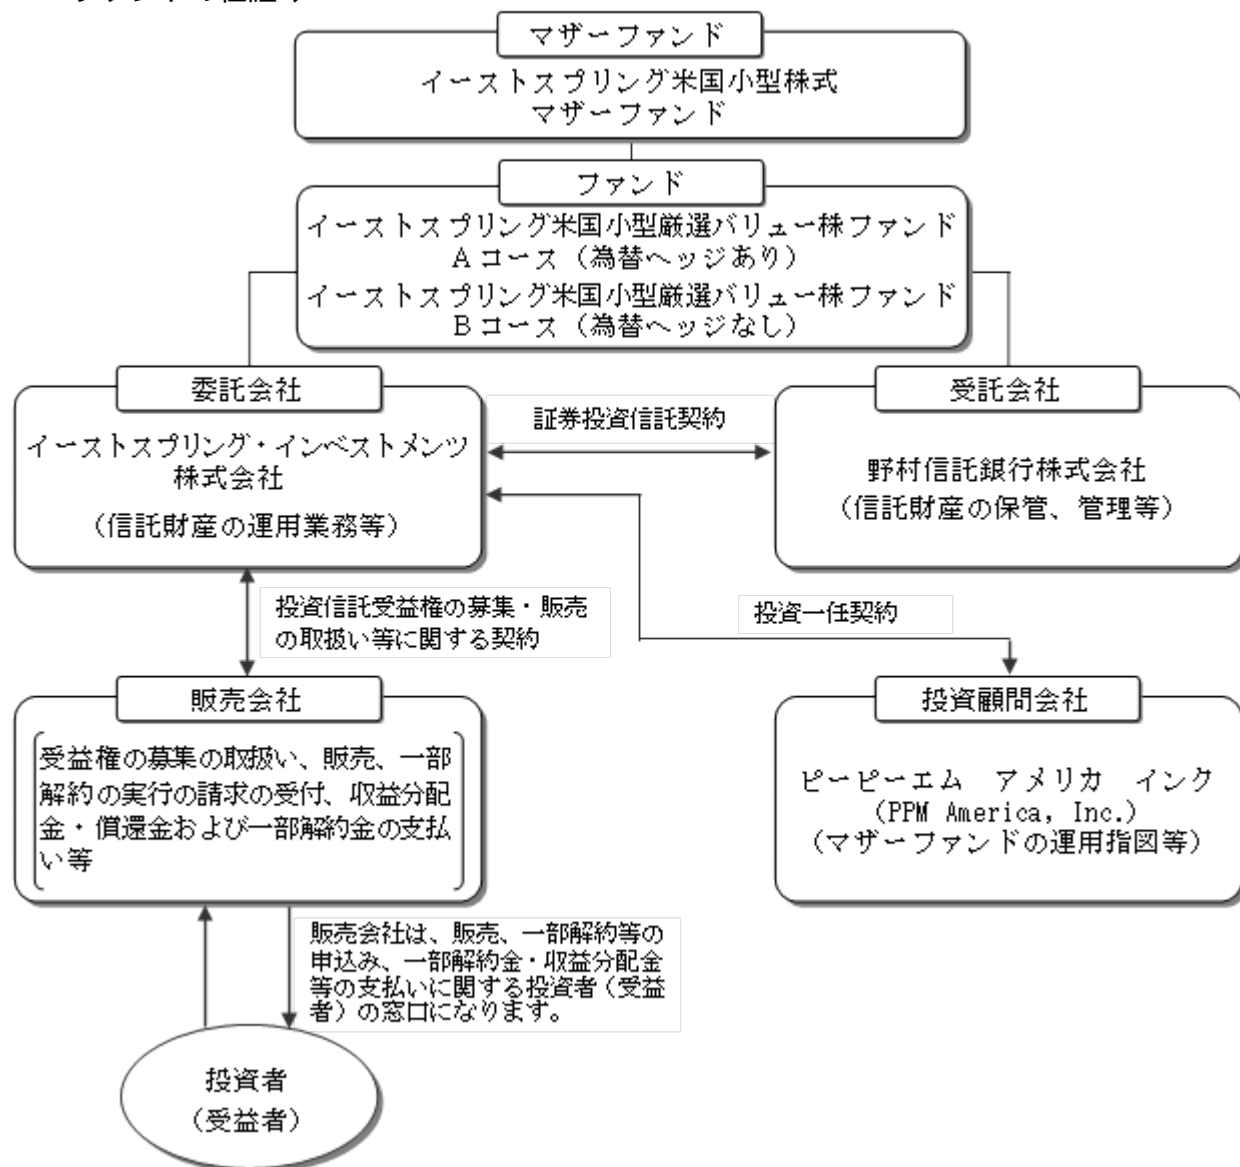 マザーファンド
イーストスプリング米国小型株式
マザーファンド
ファンド
イーストスプリング米国小型厳選バリュー株ファンド
Aコース（為替ヘッジあり）
イーストスプリング米国小型厳選バリュー株ファンド
Bコース（為替ヘッジなし）
委託会社
イーストスプリング・インベストメンツ
株式会社
（信託財産の運用業務等）
証券投資信託契約
受託会社
野村信託銀行株式会社
（信託財産の保管、管理等）
投資信託受益権の募集・販売
の取扱い等に関する契約
投資一任契約
販売会社
受益権の募集の取扱い、販売、一部
解約の実行の請求の受付、収益分配
金・償還金および一部解約金の支払
い等
投資顧問会社
ピーピーエム　アメリカ　インク
(PPM America, Inc.)
（マザーファンドの運用指図等）
販売会社は、販売、一部解約等の
申込み、一部解約金・収益分配金
等の支払いに関する投資者（受益
者）の窓口になります。
投資者
（受益者）